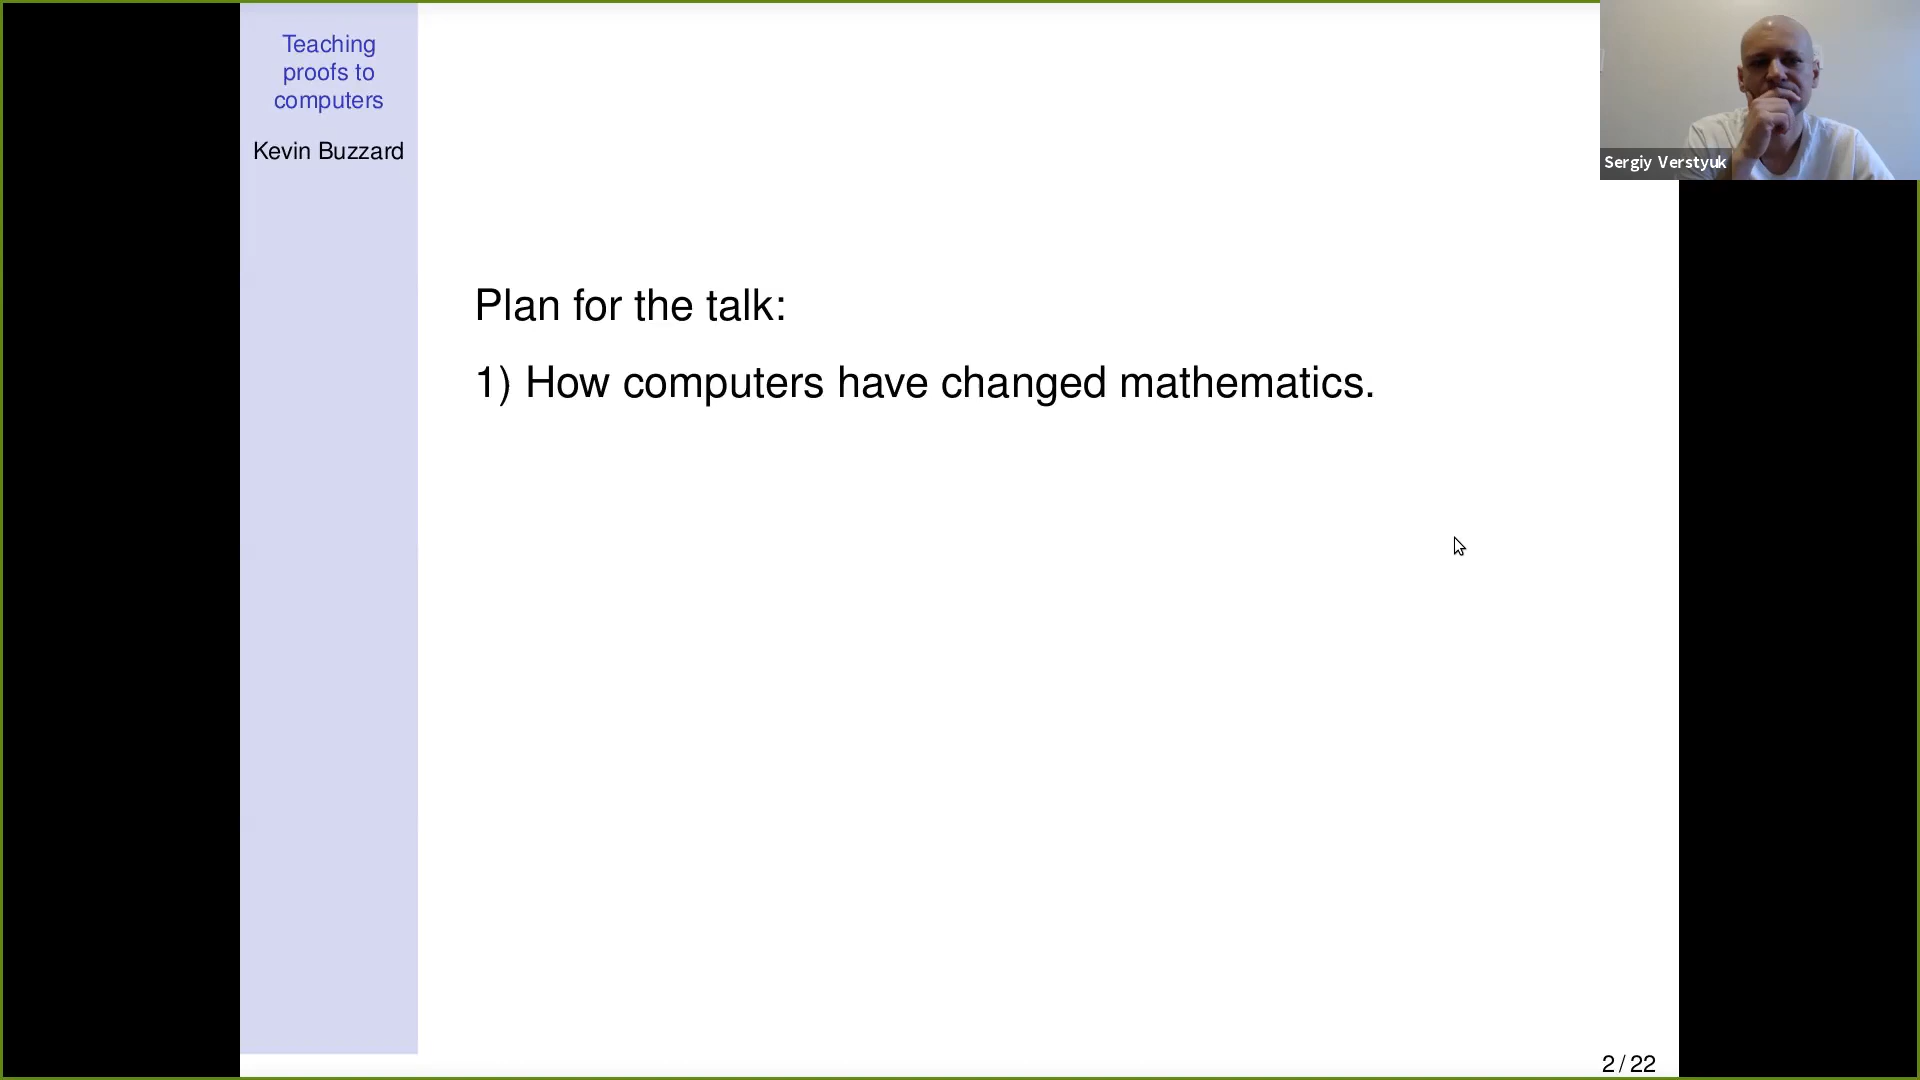 Teaching
proofs to
computers
Kevin Buzzard
Sergiy Verstyuk
Plan for the talk:
1) How computers have changed mathematics.
2 / 22